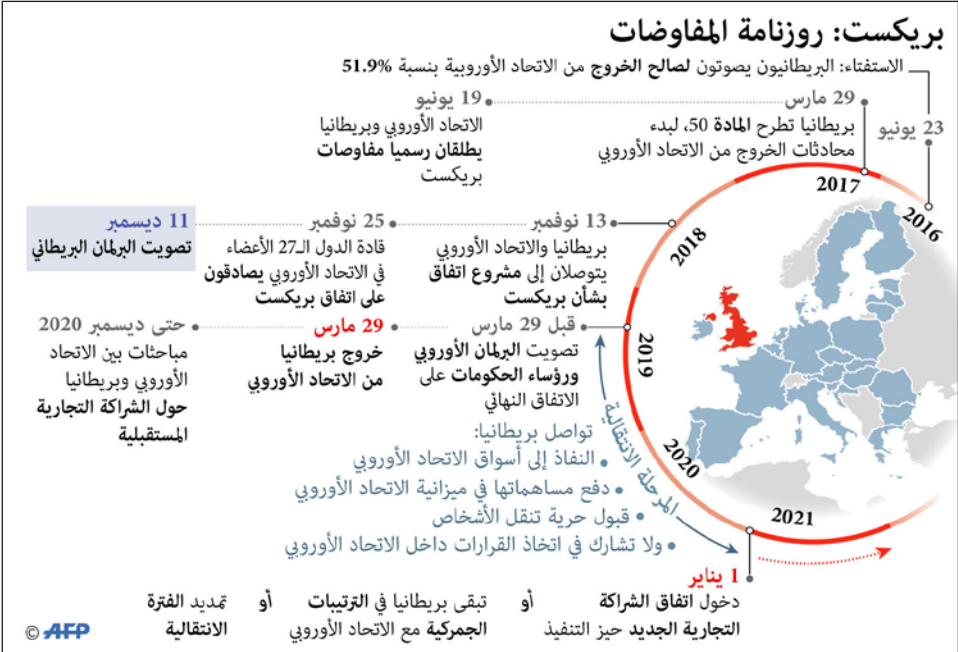 بريكست: روزنامة المفاوضات
الاستفتاء: البريطانيون يصوتون لصالح الخروج من الاتحاد الأوروبية بنسبة 51.9%
23 يونيو
29 مارس
بريطانيا تطرح المادة 50، لبدء
محادثات الخروج من الاتحاد الأوروبي
19 يونيو
الاتحاد الأوروبي وبريطانيا
يطلقان رسميا مفاوصات
بريكست
2016
2017
2018
13 نوفمبر
بريطانيا والاتحاد الأوروبي
يتوصلان إلى مشروع اتفاق
بشأن بريكست
25 نوفمبر
قادة الدول الـ27 الأعضاء
في الاتحاد الأوروبي يصادقون
على اتفاق بريكست
11 ديسمبر
تصويت البرلمان البريطاني
2019
قبل 29 مارس
تصويت البرلمان الأوروبي
ورؤساء الحكومات على
الاتفاق النهائي
29 مارس
خروج بريطانيا
من الاتحاد الأوروبي
حتى ديسمبر 2020
مباحثات بين الاتحاد
الأوروبي وبريطانيا
حول الشراكة التجارية
المستقبلية
2020
المرحلة الانتقالية
تواصل بريطانيا:
• النفاذ إلى أسواق الاتحاد الأوروبي
• دفع مساهماتها في ميزانية الاتحاد الأوروبي
• قبول حرية تنقل الأشخاص
• ولا تشارك في اتخاذ القرارات داخل الاتحاد الأوروبي
2021
1 يناير
دخول اتفاق الشراكة
التجارية الجديد حيز التنفيذ
أو
تبقى بريطانيا في الترتيبات
الجمركية مع الاتحاد الأوروبي
أو
تمديد الفترة
الانتقالية
© AFP